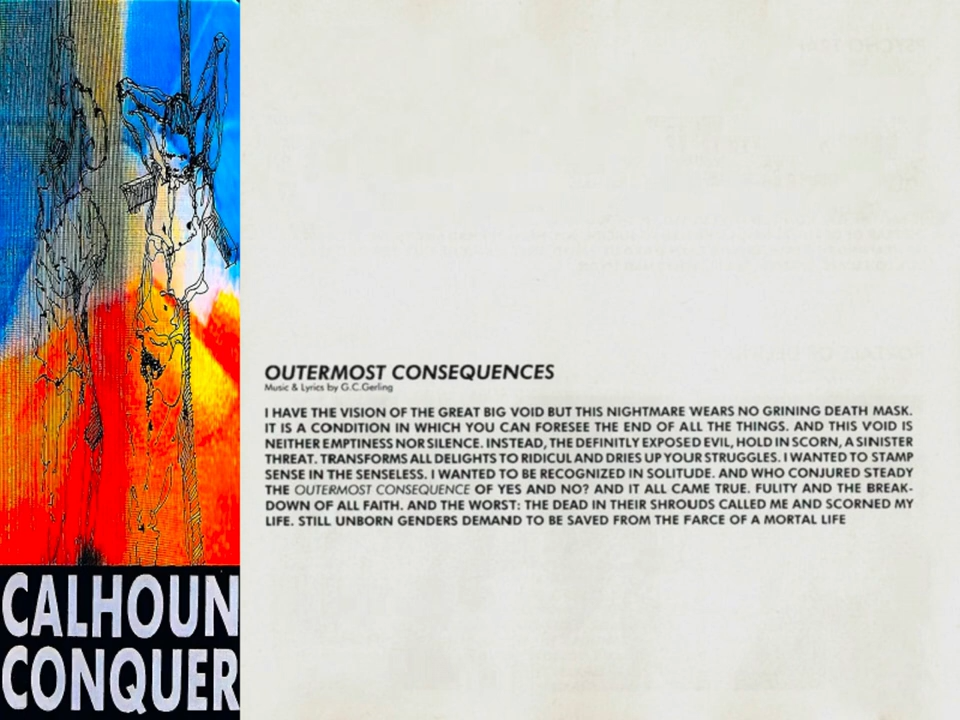 OUTERMOST CONSEQUENCES
Music & Lyrics by G.C.Gerling
I HAVE THE VISION OF THE GREAT BIG VOID BUT THIS NIGHTMARE WEARS NO GRINING DEATH MASK.
IT IS A CONDITION IN WHICH YOU CAN FORESEE THE END OF ALL THE THINGS. AND THIS VOID IS
NEITHER EMPTINESS NOR SILENCE. INSTEAD, THE DEFINITLY EXPOSED EVIL, HOLD IN SCORN, A SINISTER
THREAT. TRANSFORMS ALL DELIGHTS TO RIDICUL AND DRIES UP YOUR STRUGGLES. I WANTED TO STAMP
SENSE IN THE SENSELESS. I WANTED TO BE RECOGNIZED IN SOLITUDE. AND WHO CONJURED STEADY
THE OUTERMOST CONSEQUENCE OF YES AND NO? AND IT ALL CAME TRUE. FULITY AND THE BREAK-
DOWN OF ALL FAITH. AND THE WORST: THE DEAD IN THEIR SHROUDS CALLED ME AND SCORNED MY
LIFE. STILL UNBORN GENDERS DEMAND TO BE SAVED FROM THE FARCE OF A MORTAL LIFE
CALHOUN
CONQUER